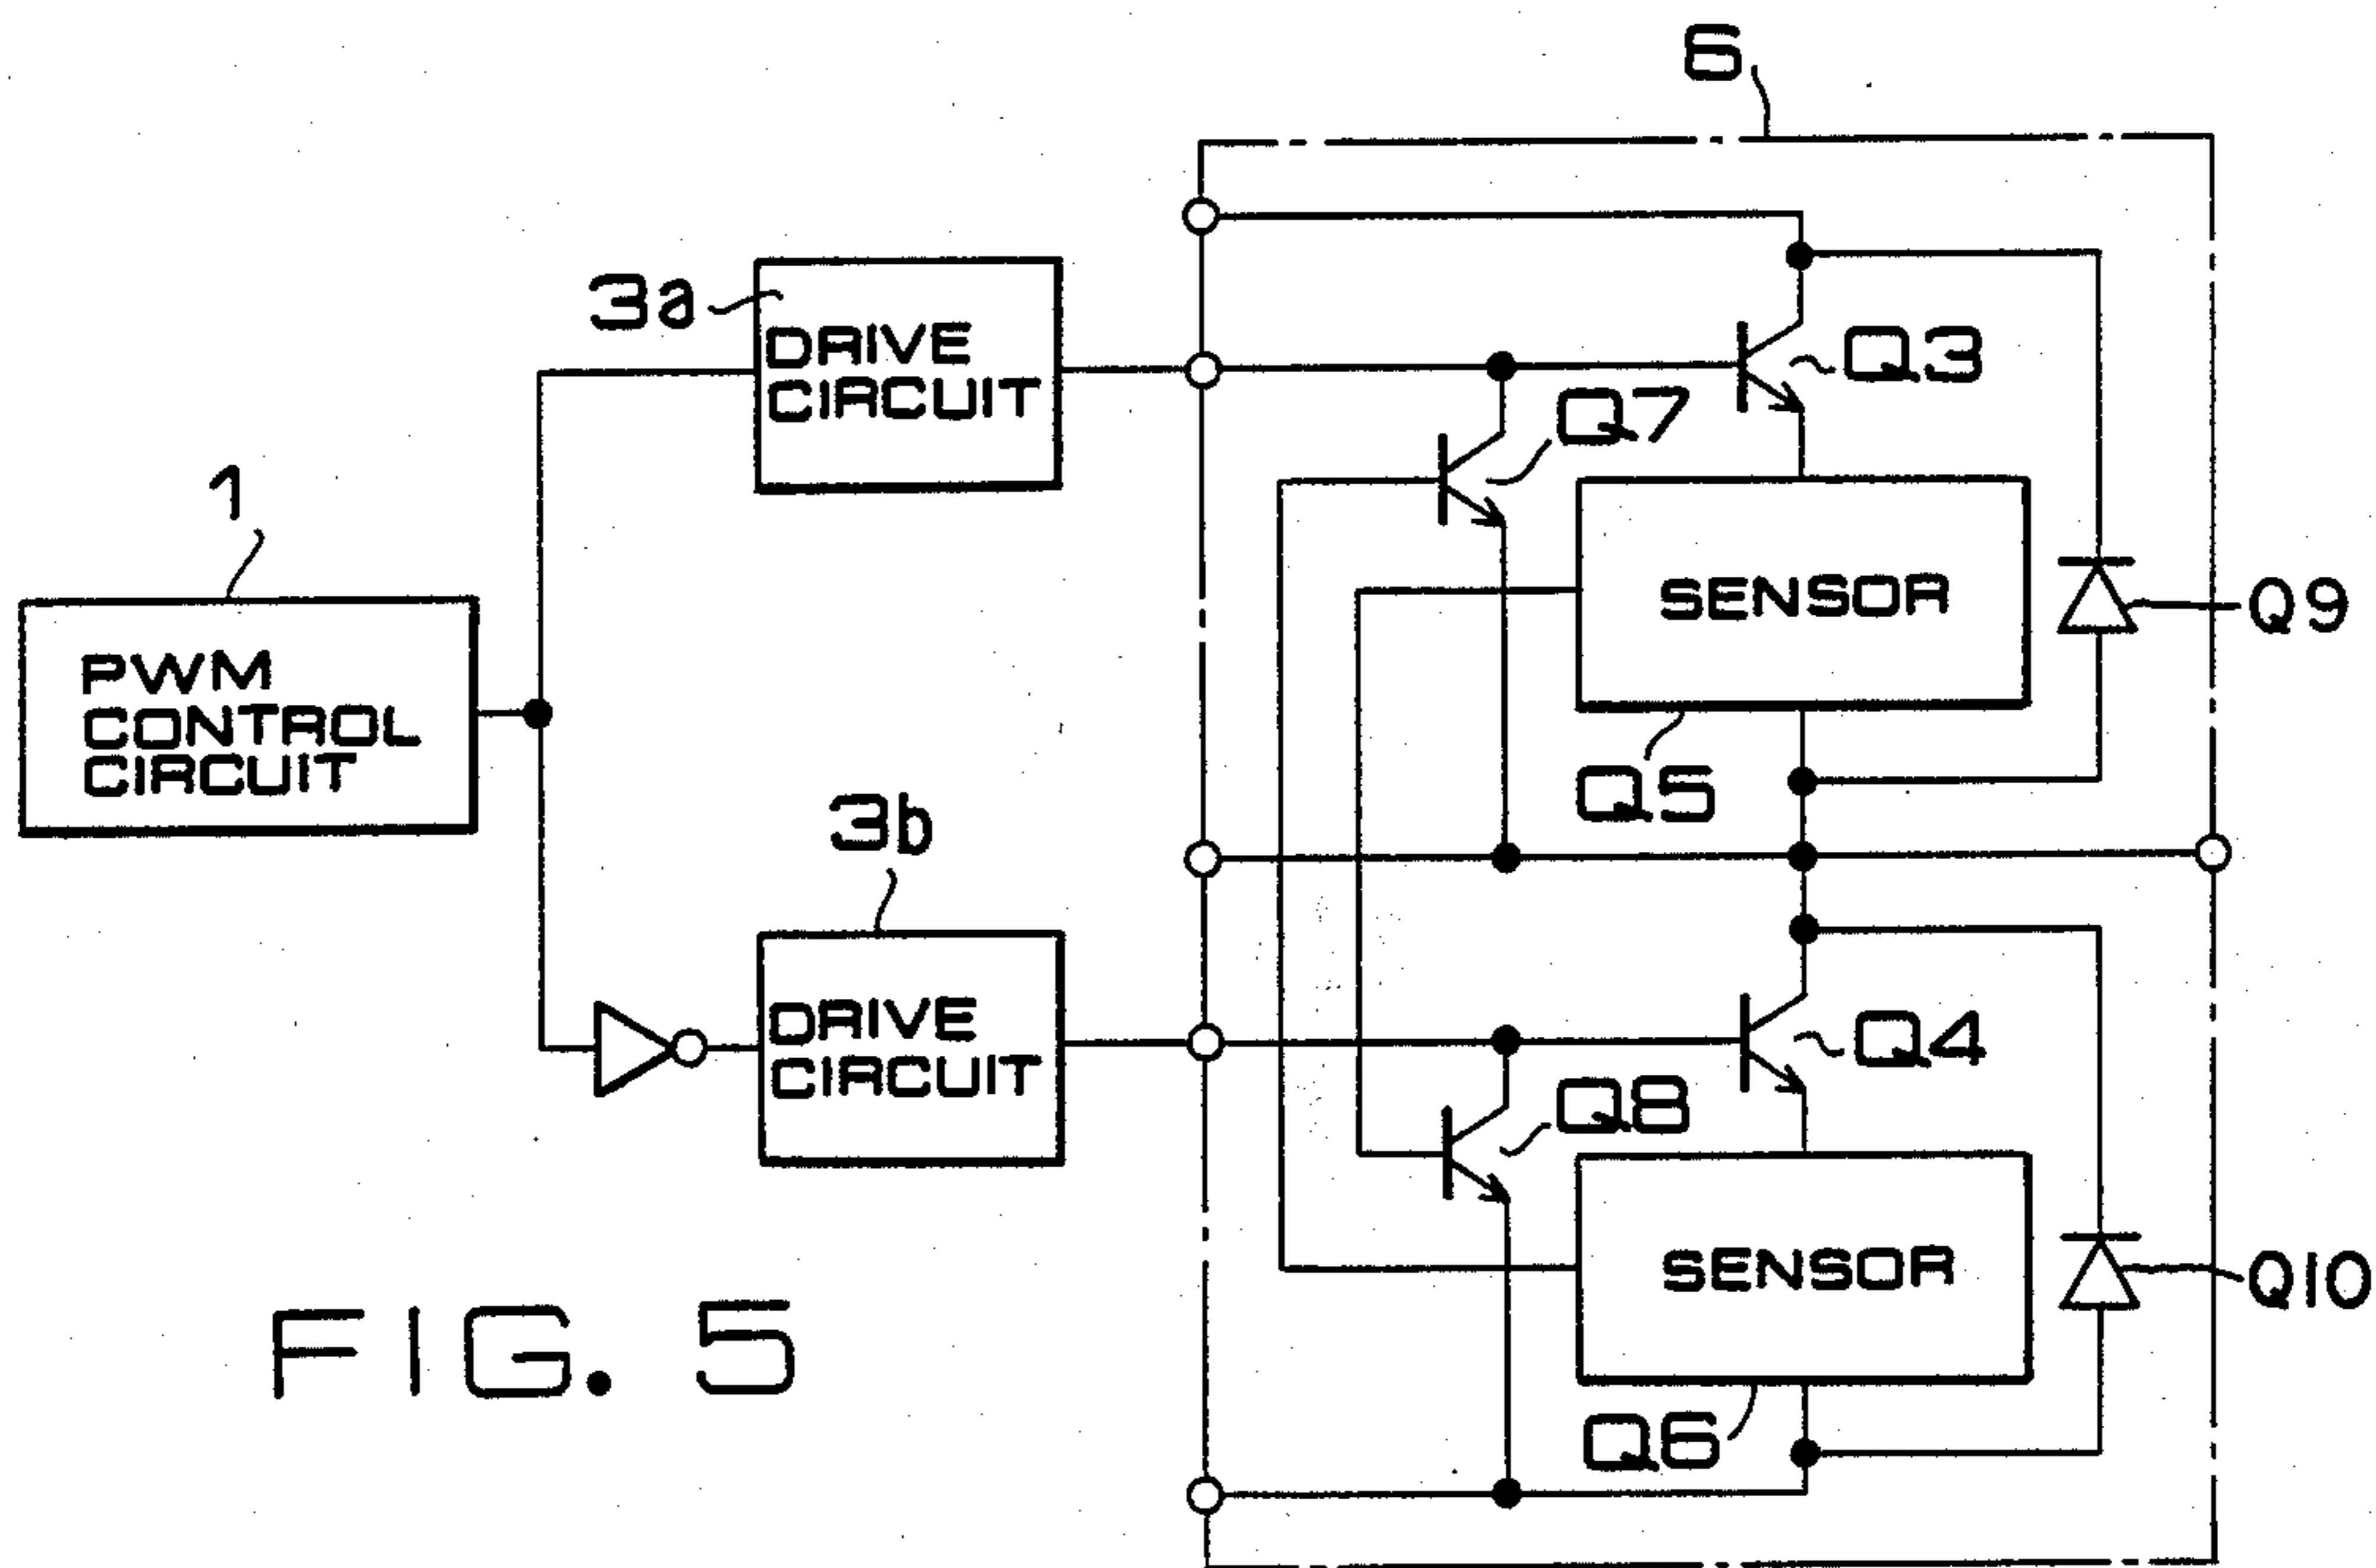 6
3a
DRIVE
CIRCUIT
Q3
Q7
1
SENSOR
Q9
PWM
CONTROL
CIRCUIT
Q5
3b
DRIVE
CIRCUIT
Q4
Q8
SENSOR
Q10
FIG. 5
Q6